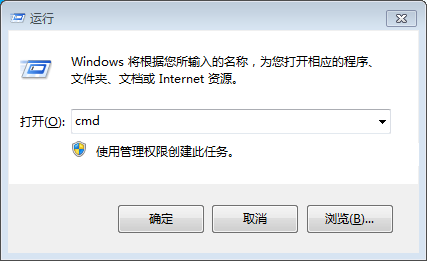 运行
Windows 将根据您所输入的名称，为您打开相应的程序、
文件夹、文档或 Internet 资源。
打开(O): cmd
使用管理权限创建此任务。
确定 取消 浏览(B)...